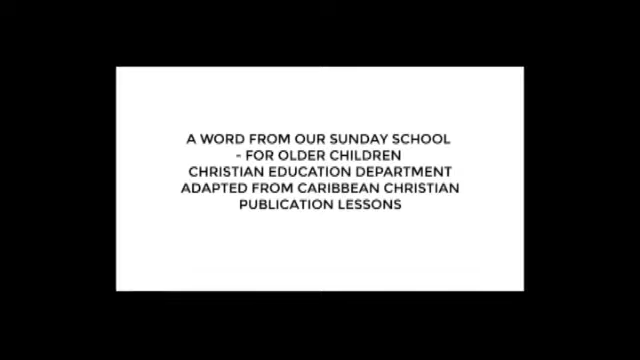 A WORD FROM OUR SUNDAY SCHOOL
- FOR OLDER CHILDREN
CHRISTIAN EDUCATION DEPARTMENT
ADAPTED FROM CARIBBEAN CHRISTIAN
PUBLICATION LESSONS